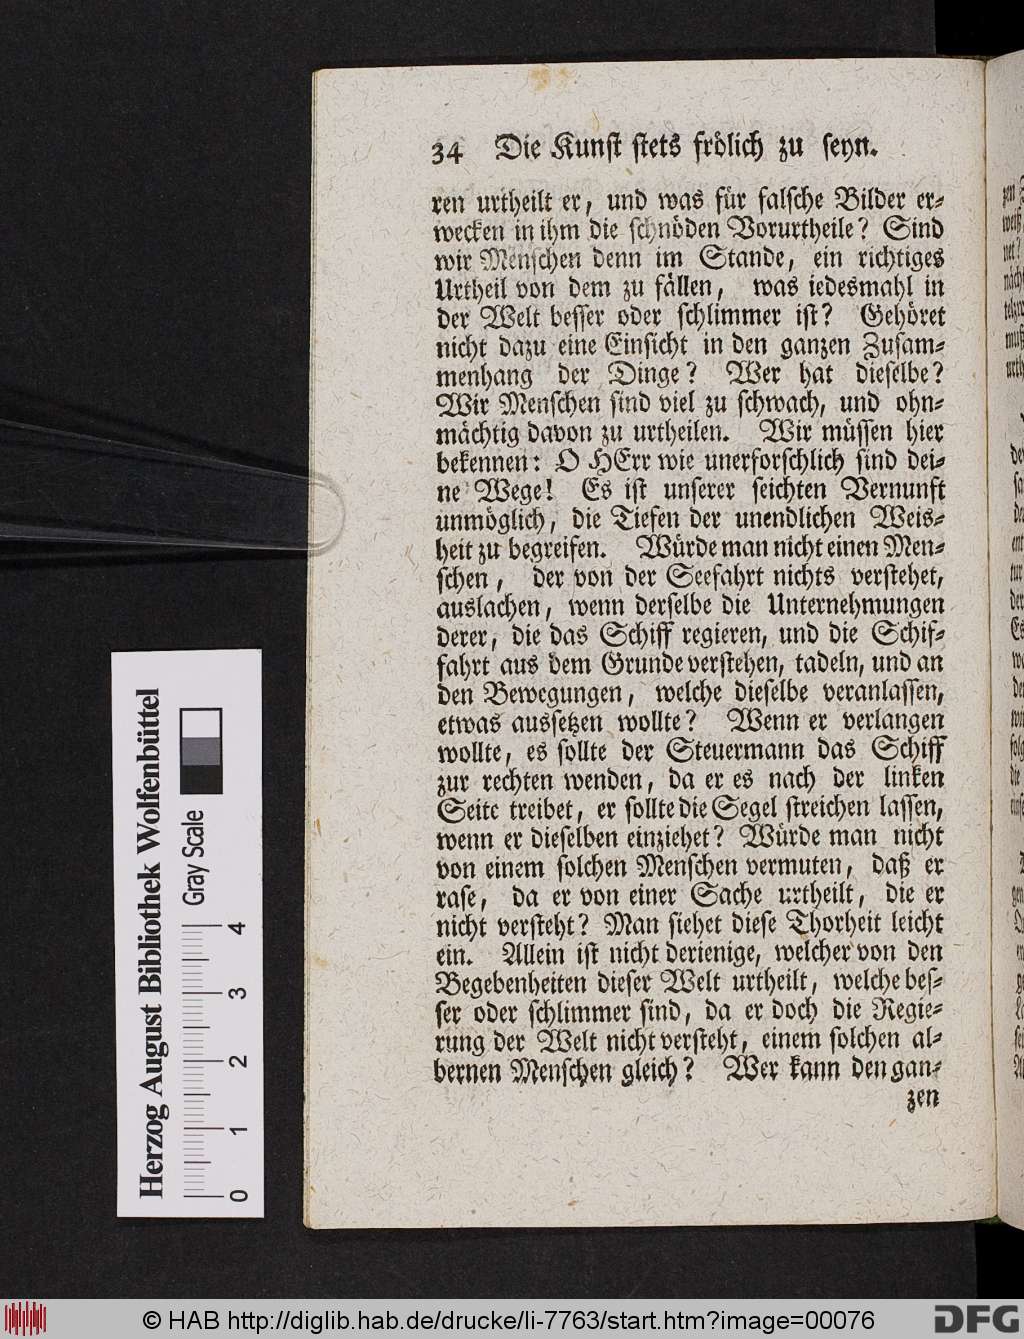 34 Die Kunst stets frölich zu seyn.
ren urtheilt er, und was für falsche Bilder er-
wecken in ihm die schnöden Vorurtheile? Sind
wir Menschen denn im Stande, ein richtiges
Urtheil von dem zu fällen, was iedesmahl in
der Welt besser oder schlimmer ist? Gehöret
nicht dazu eine Einsicht in den ganzen Zusam-
menhang der Dinge? Wer hat dieselbe?
Wir Menschen sind viel zu schwach, und ohn-
mächtig davon zu urtheilen. Wir müssen hier
bekennen: O HErr wie unerforschlich sind dei-
ne Wege! Es ist unserer seichten Vernunft
unmöglich, die Tiefen der unendlichen Weis-
heit zu begreifen. Würde man nicht einen Men-
schen, der von der Seefahrt nichts verstehet,
auslachen, wenn derselbe die Unternehmungen
derer, die das Schiff regieren, und die Schif-
fahrt aus dem Grunde verstehen, tadeln, und an
den Bewegungen, welche dieselbe veranlassen,
etwas aussetzen wollte? Wenn er verlangen
wollte, es sollte der Steuermann das Schiff
zur rechten wenden, da er es nach der linken
Seite treibet, er sollte die Segel streichen lassen,
wenn er dieselben einziehet? Würde man nicht
von einem solchen Menschen vermuten, daß er
rase, da er von einer Sache urtheilt, die er
nicht versteht? Man siehet diese Thorheit leicht
ein. Allein ist nicht derienige, welcher von den
Begebenheiten dieser Welt urtheilt, welche bes-
ser oder schlimmer sind, da er doch die Regie-
rung der Welt nicht versteht, einem solchen al-
bernen Menschen gleich? Wer kann den gan-
zen
Herzog August Bibliothek Wolfenbüttel
Gray Scale
0 1 2 3 4
© HAB http://diglib.hab.de/drucke/li-7763/start.htm?image=00076
DFG